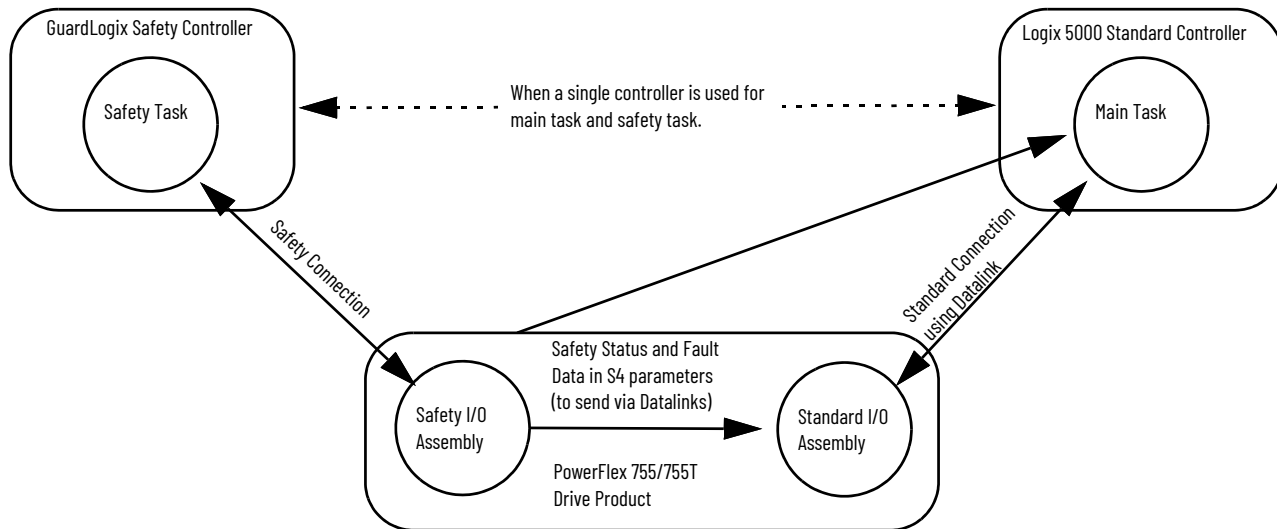 GuardLogix Safety Controller
Logix 5000 Standard Controller
Safety Task
When a single controller is used for
main task and safety task.
Main Task
Safety Connection
Standard Connection
using Datalink
Safety Status and Fault
Data in S4 parameters
(to send via Datalinks)
Safety I/O
Assembly
Standard I/O
Assembly
PowerFlex 755/755T
Drive Product